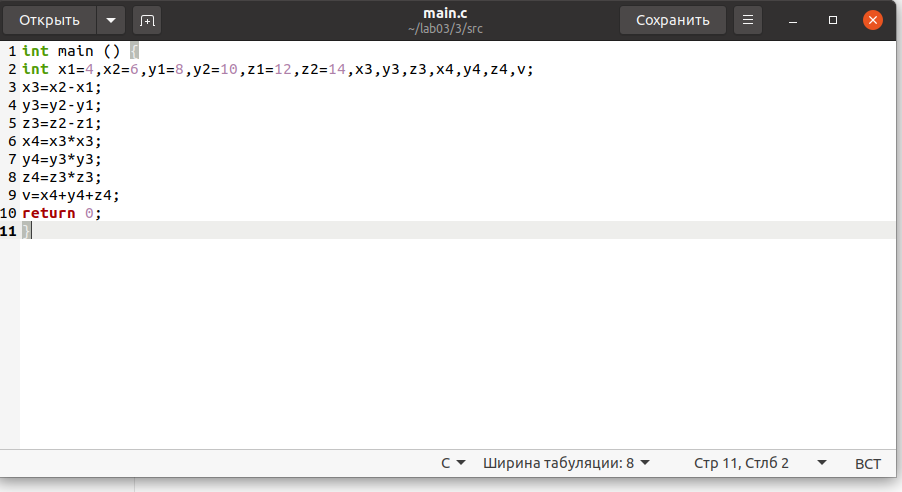 Открыть
main.c
~/lab03/3/src
Сохранить
1 int main () {
2 int x1=4,x2=6,y1=8,y2=10,z1=12,z2=14,x3,y3,z3,x4,y4,z4,v;
3 x3=x2-x1;
4 y3=y2-y1;
5 z3=z2-z1;
6 x4=x3*x3;
7 y4=y3*y3;
8 z4=z3*z3;
9 v=x4+y4+z4;
10 return 0;
11 }
C Ширина табуляции: 8 Стр 11, Стлб 2 ВСТ